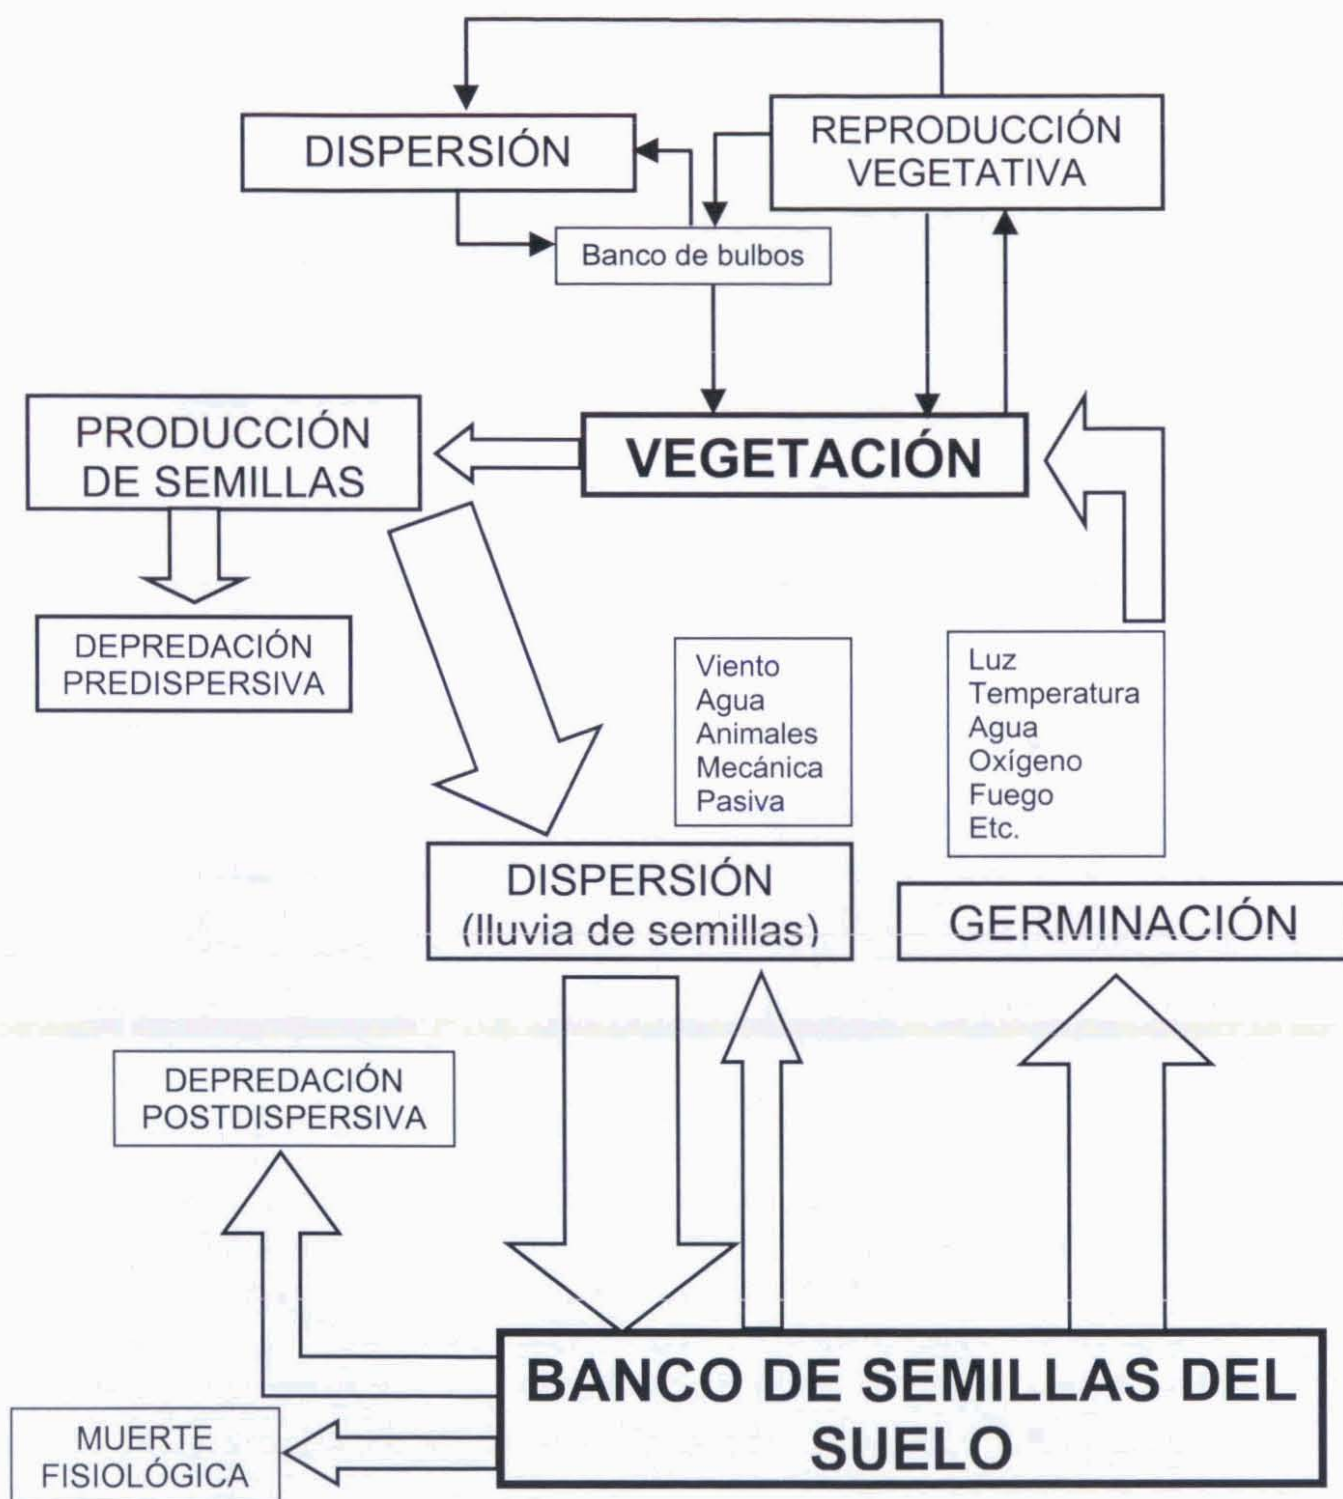 DISPERSIÓN
REPRODUCCIÓN
VEGETATIVA
Banco de bulbos
PRODUCCIÓN
DE SEMILLAS
VEGETACIÓN
DEPREDACIÓN
PREDISPERSIVA
Viento
Agua
Animales
Mecánica
Pasiva
Luz
Temperatura
Agua
Oxígeno
Fuego
Etc.
DISPERSIÓN
(lluvia de semillas)
GERMINACIÓN
DEPREDACIÓN
POSTDISPERSIVA
BANCO DE SEMILLAS DEL
SUELO
MUERTE
FISIOLÓGICA